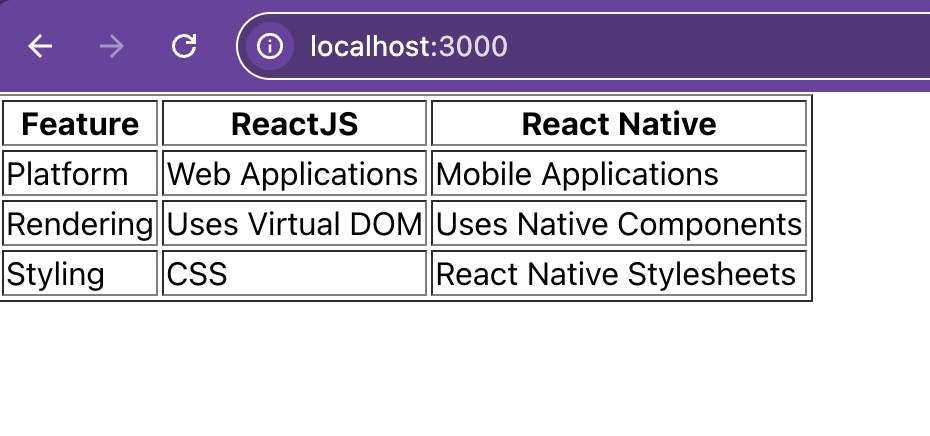 localhost:3000
Feature ReactJS React Native
Platform Web Applications Mobile Applications
Rendering Uses Virtual DOM Uses Native Components
Styling CSS React Native Stylesheets